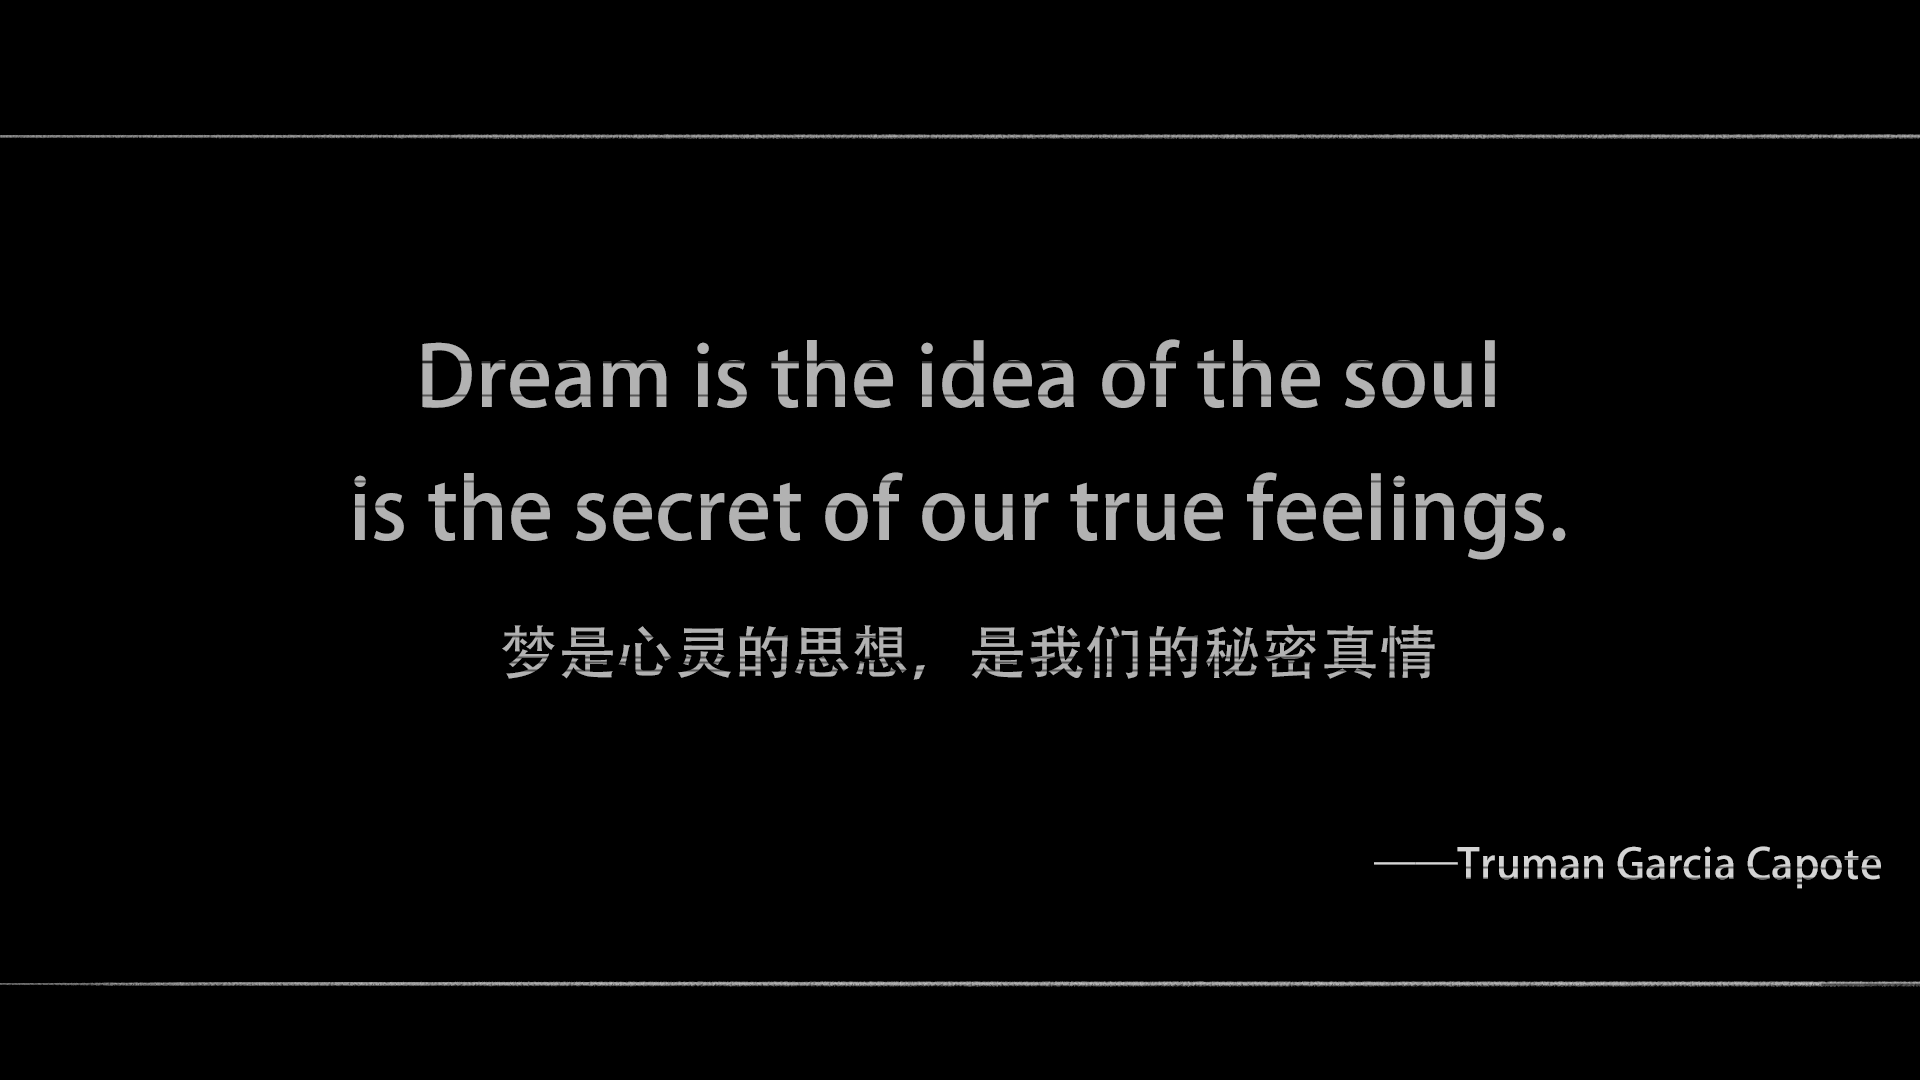 Dream is the idea of the soul
is the secret of our true feelings.
梦是心灵的思想，是我们的秘密真情
——Truman Garcia Capote